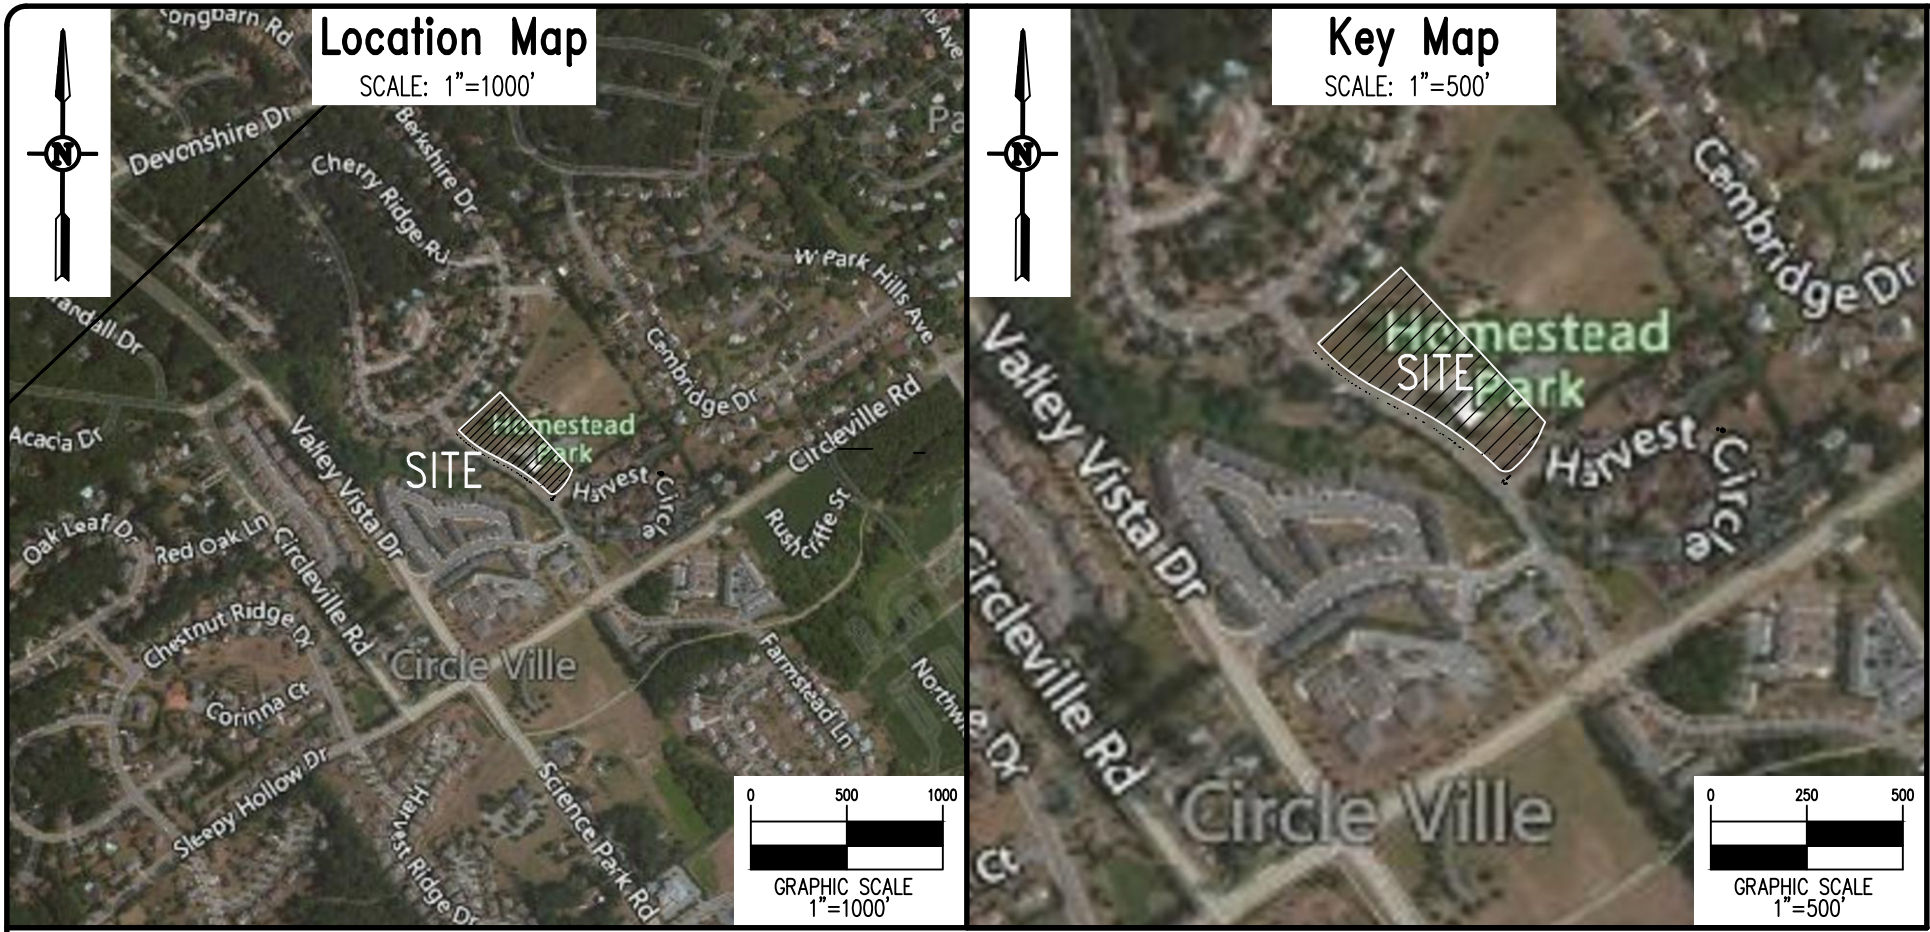 Location Map
SCALE: 1"=1000'
N
Longbarn Rd
Devonshire Dr
Berkshire Dr
Cherry Ridge Rd
W Park Hills Ave
Cambridge Dr
Circleville Rd
Acacia Dr
Valley Vista Dr
Homestead
Park
SITE
Harvest Circle
Oak Leaf Dr
Red Oak Ln
Circleville Rd
Chestnut Ridge Dr
Circle Ville
Corinna Ct
Farmstead Ln
Sleepy Hollow Dr
Harvest Ridge Dr
Science Park Rd
0 500 1000
GRAPHIC SCALE
1"=1000'
Key Map
SCALE: 1"=500'
N
Cambridge Dr
Homestead
SITE
Park
Valley Vista Dr
Harvest Circle
Circleville Rd
e Dr
Circle Ville
Ct
0 250 500
GRAPHIC SCALE
1"=500'